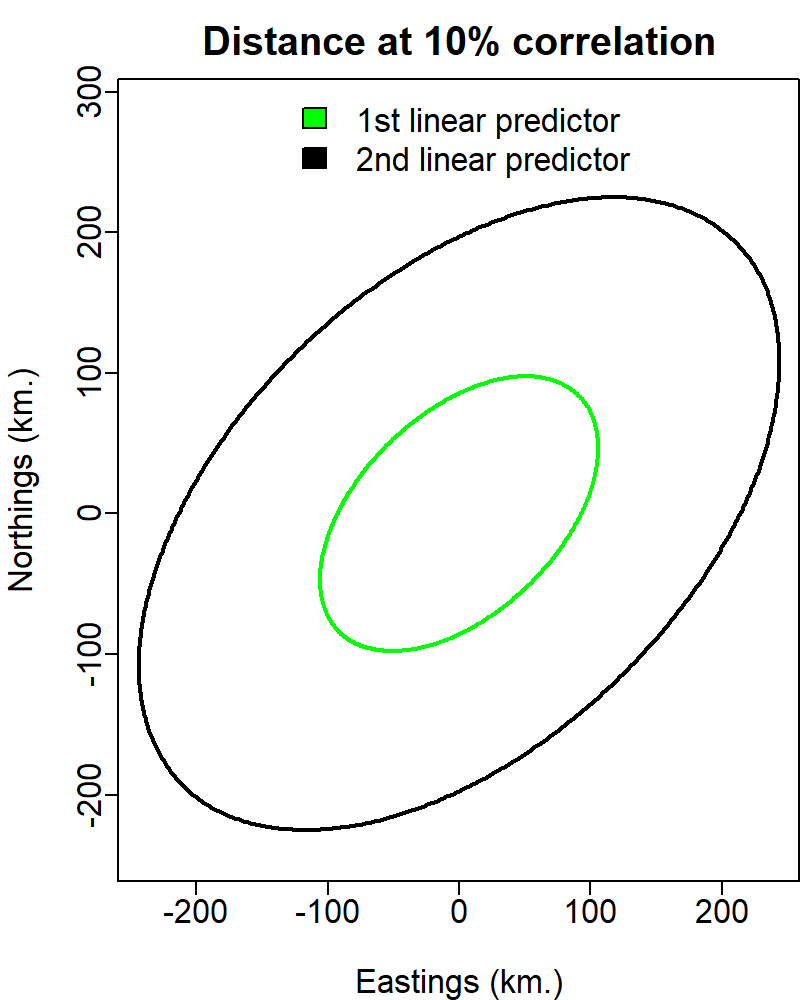 Distance at 10% correlation
1st linear predictor
2nd linear predictor
Northings (km.)
300
200
100
0
-100
-200
-200 -100 0 100 200
Eastings (km.)